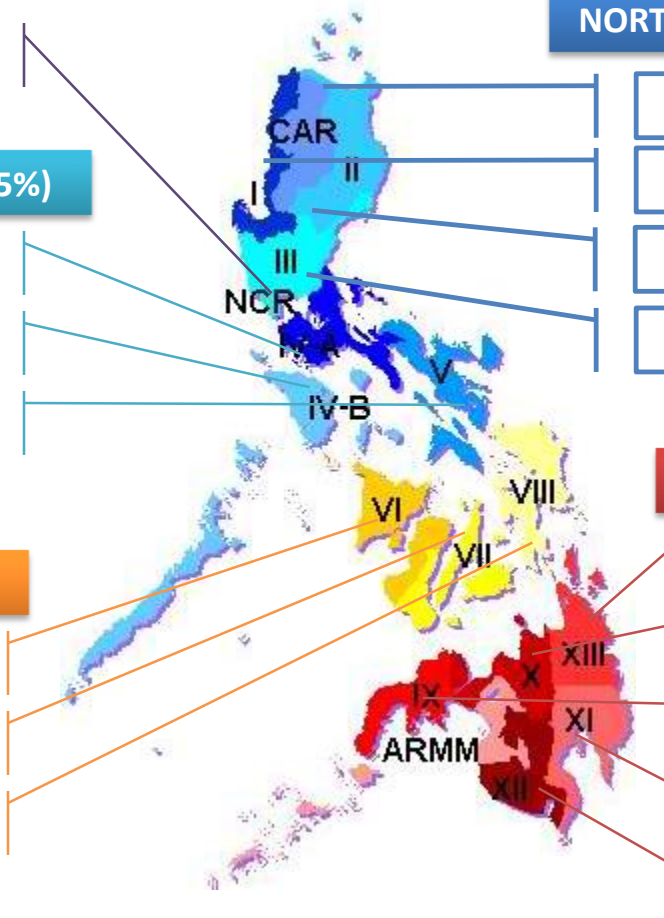 NORT
CAR
II
5%)
I
III
NCR
IV-A
V
IV-B
VIII
VI
VII
XIII
X
IX
XI
ARMM
XII